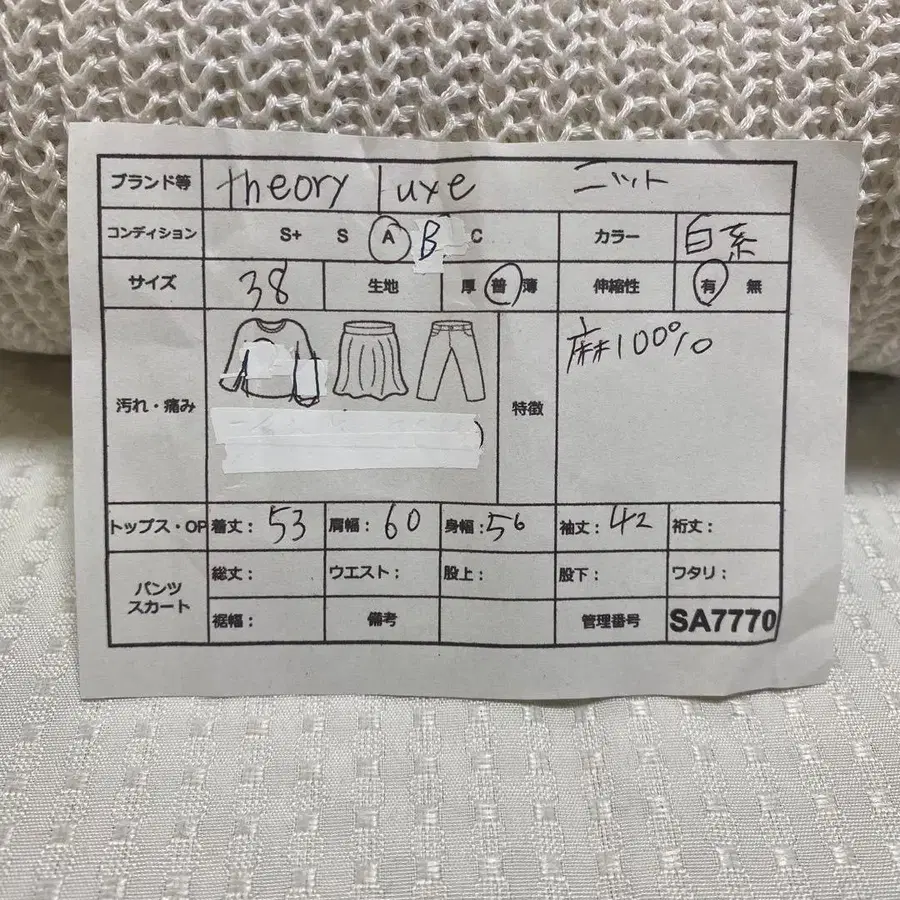 ブランド等 theory luxe ニット
コンディション S+ S A B C カラー 白系
サイズ 38 生地 厚 普 薄 伸縮性 有 無
汚れ・痛み 特徴 麻100%
トップス・OP 着丈: 53 肩幅: 60 身幅: 56 袖丈: 42 裄丈:
パンツ スカート 総丈: ウエスト: 股上: 股下: ワタリ:
裾幅: 備考 管理番号 SA7770